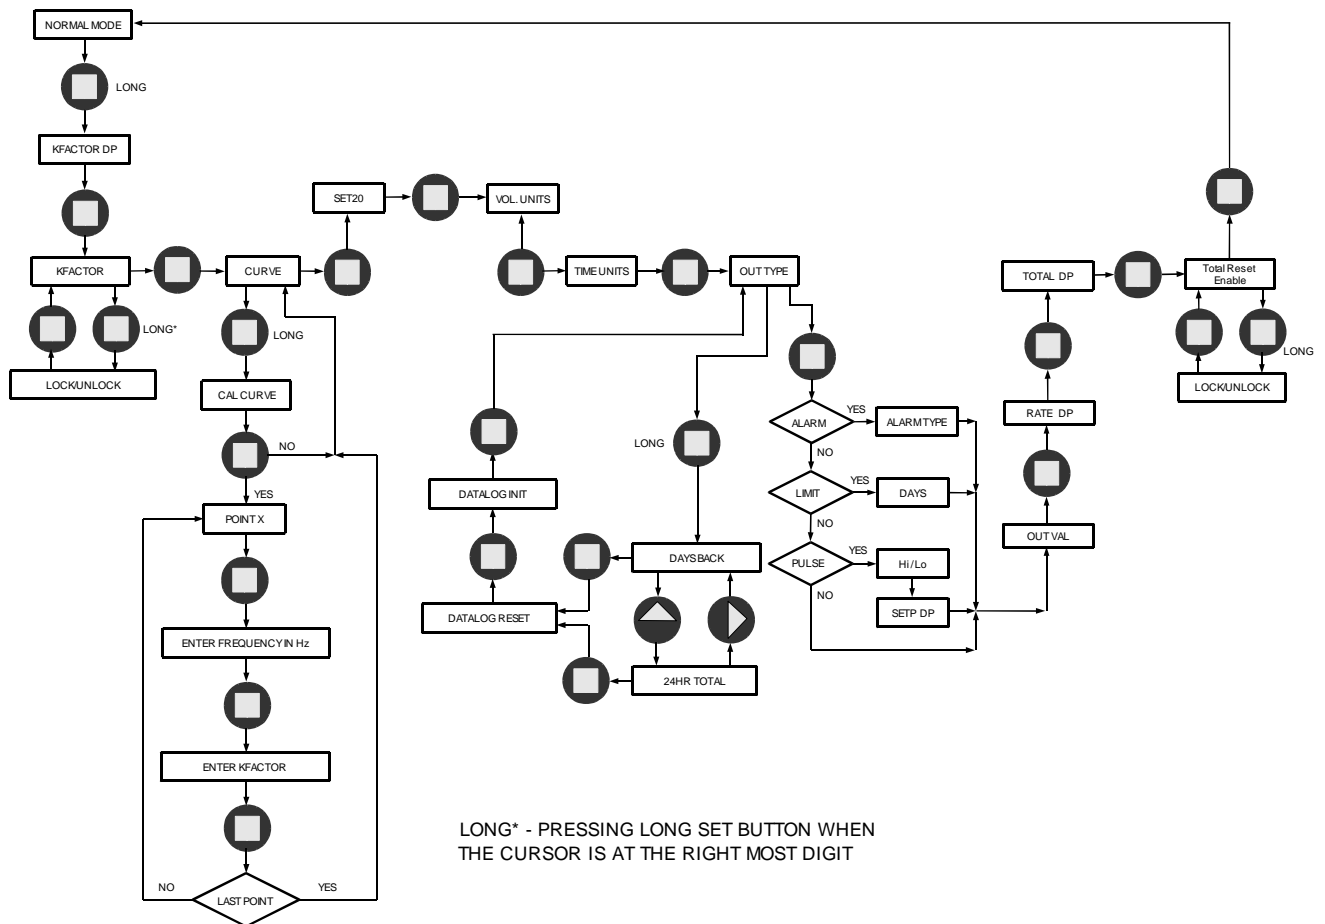 NORMAL MODE
LONG
KFACTOR DP
SET20
VOL. UNITS
KFACTOR
CURVE
TIME UNITS
OUT TYPE
TOTAL DP
Total Reset
Enable
LONG*
LONG
LONG
LOCK/UNLOCK
LOCK/UNLOCK
CAL CURVE
RATE DP
ALARM
YES
ALARM TYPE
NO
LONG
NO
YES
LIMIT
YES
DAYS
DATALOG INIT
POINT X
NO
OUT VAL
DAYS BACK
PULSE
YES
Hi / Lo
NO
DATALOG RESET
SETP DP
ENTER FREQUENCY IN Hz
24HR TOTAL
ENTER KFACTOR
LONG* - PRESSING LONG SET BUTTON WHEN
THE CURSOR IS AT THE RIGHT MOST DIGIT
NO
YES
LAST POINT